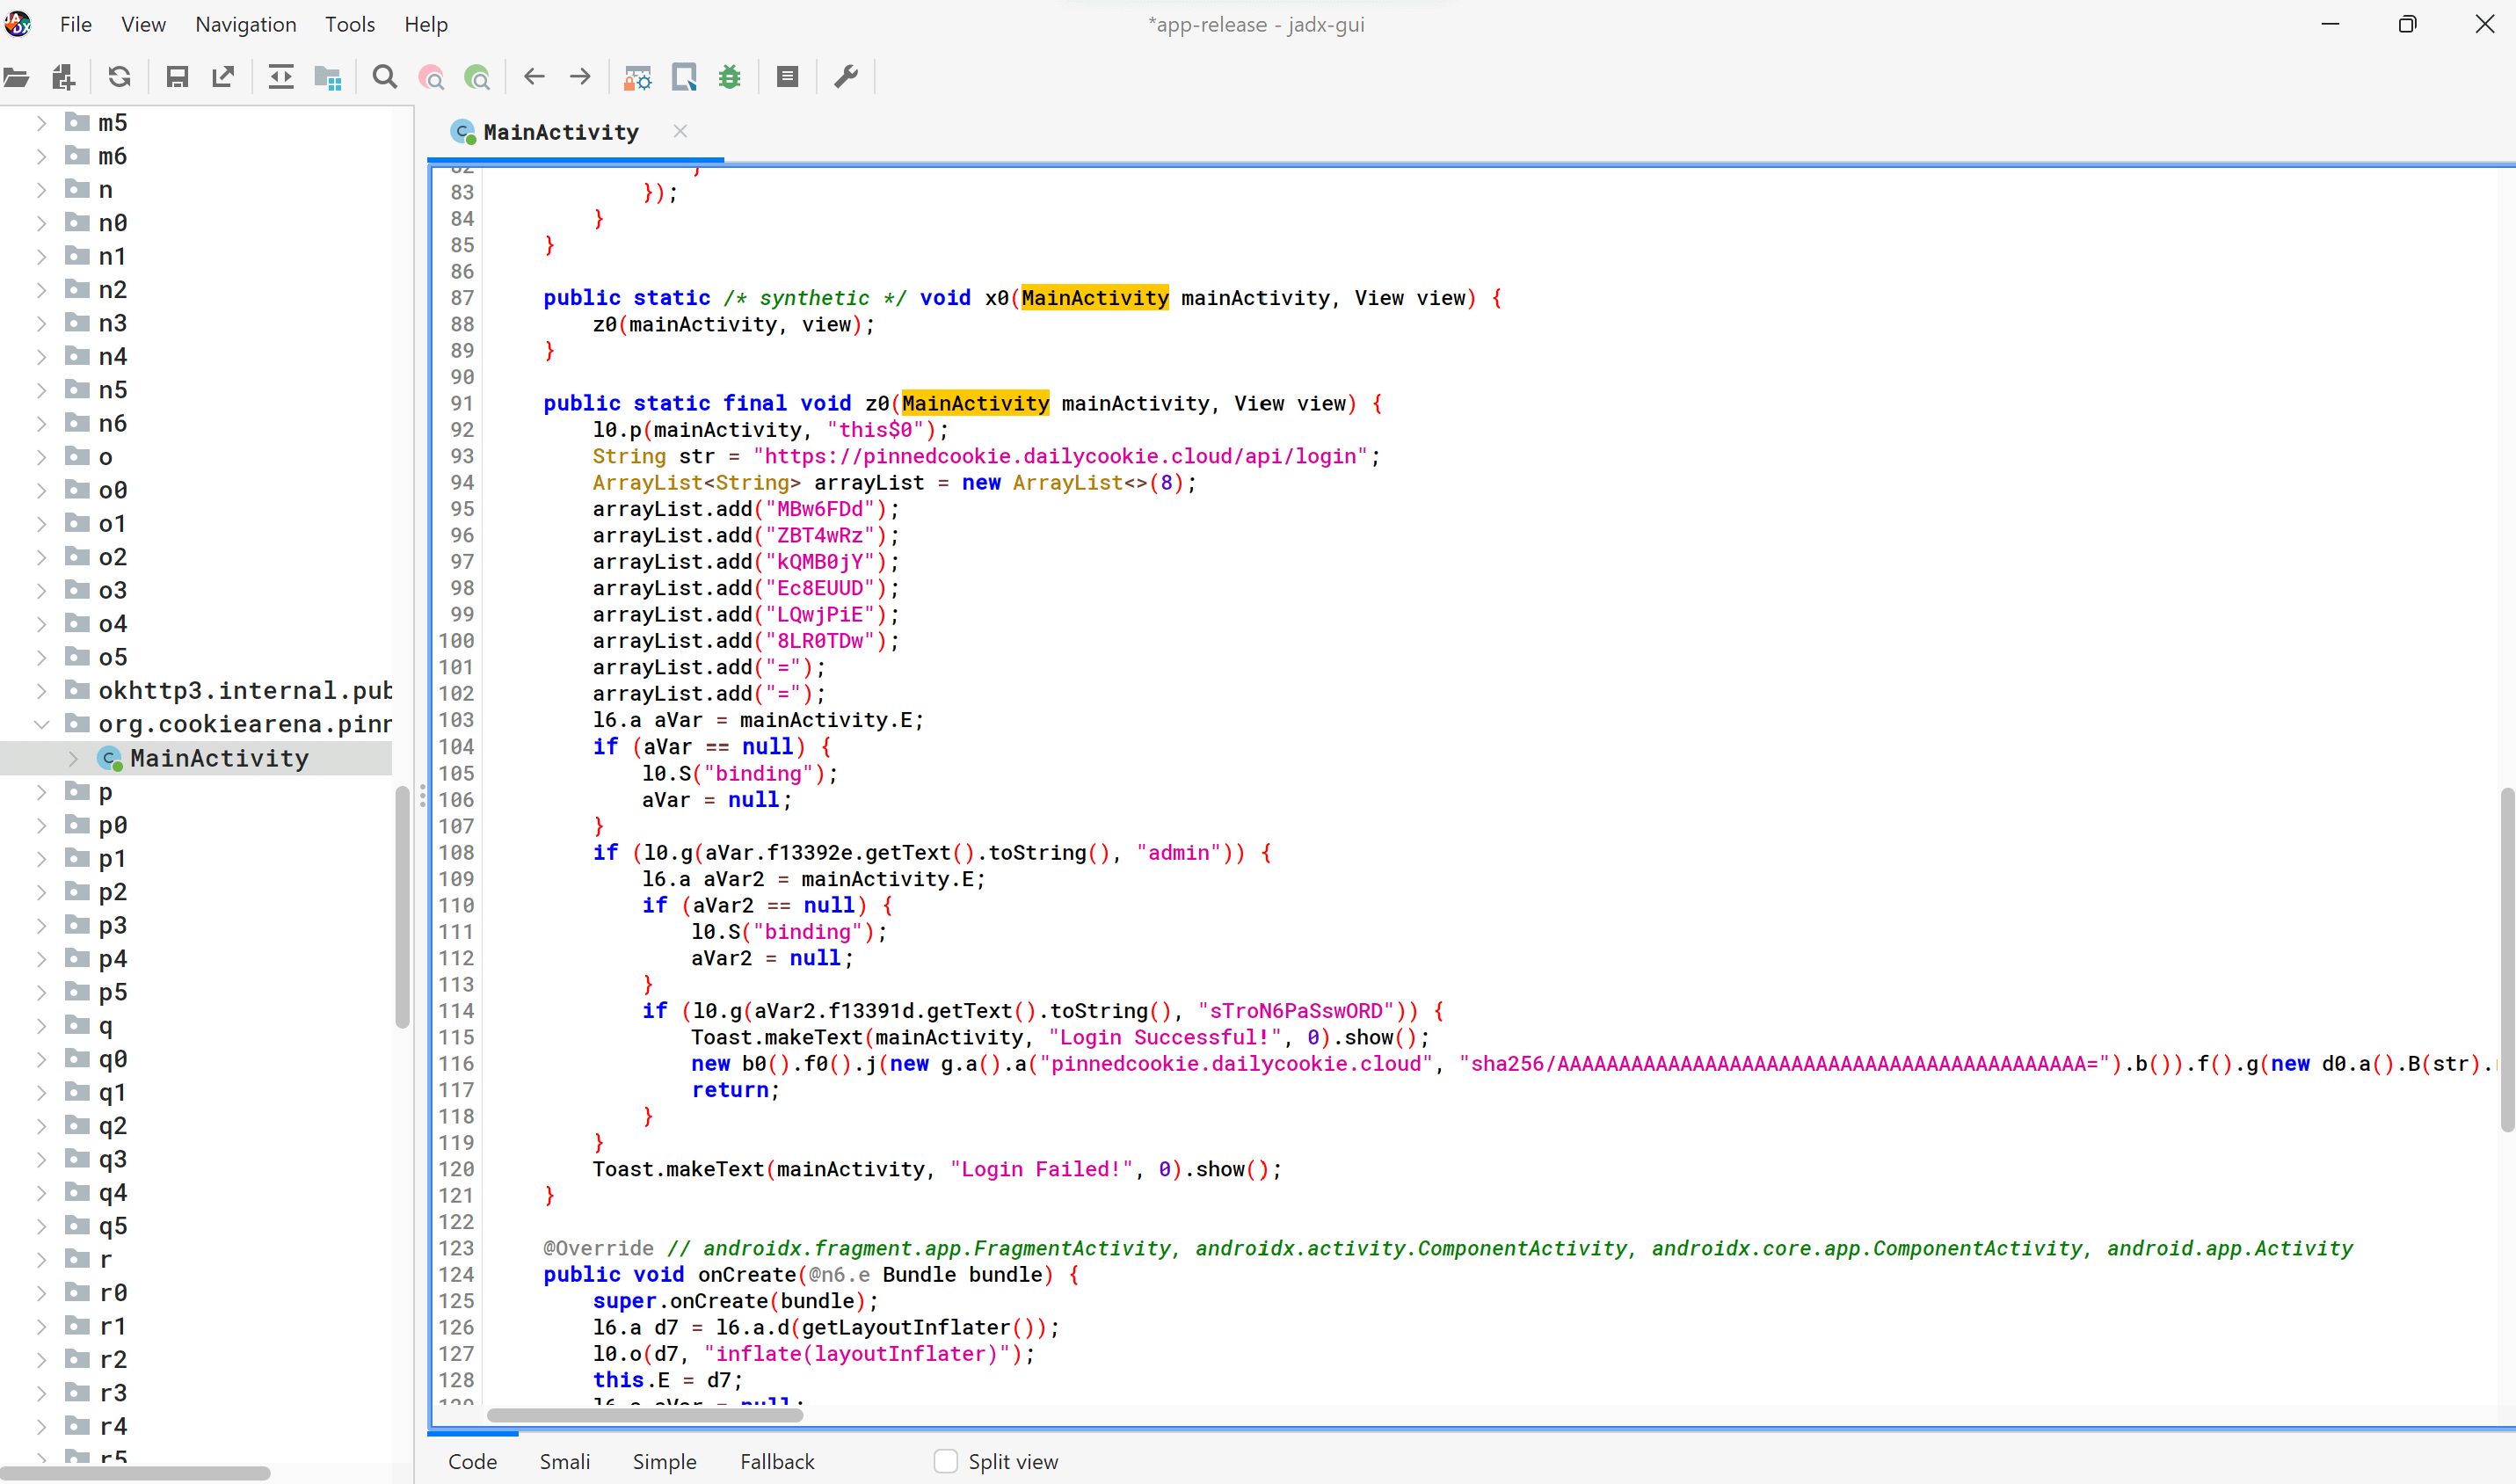 File View Navigation Tools Help
*app-release - jadx-gui
m5
m6
n
n0
n1
n2
n3
n4
n5
n6
o
o0
o1
o2
o3
o4
o5
okhttp3.internal.pub
org.cookiearena.pinn
MainActivity
p
p0
p1
p2
p3
p4
p5
q
q0
q1
q2
q3
q4
q5
r
r0
r1
r2
r3
r4
r5
MainActivity
82 }
83 });
84 }
85 }
86
87 public static /* synthetic */ void x0(MainActivity mainActivity, View view) {
88 z0(mainActivity, view);
89 }
90
91 public static final void z0(MainActivity mainActivity, View view) {
92 l0.p(mainActivity, "this$0");
93 String str = "https://pinnedcookie.dailycookie.cloud/api/login";
94 ArrayList<String> arrayList = new ArrayList<>(8);
95 arrayList.add("MBw6FDd");
96 arrayList.add("ZBT4wRz");
97 arrayList.add("kQMB0jY");
98 arrayList.add("Ec8EUUD");
99 arrayList.add("LQwjPiE");
100 arrayList.add("8LR0TDw");
101 arrayList.add("=");
102 arrayList.add("=");
103 l6.a aVar = mainActivity.E;
104 if (aVar == null) {
105 l0.S("binding");
106 aVar = null;
107 }
108 if (l0.g(aVar.f13392e.getText().toString(), "admin")) {
109 l6.a aVar2 = mainActivity.E;
110 if (aVar2 == null) {
111 l0.S("binding");
112 aVar2 = null;
113 }
114 if (l0.g(aVar2.f13391d.getText().toString(), "sTroN6PaSswORD")) {
115 Toast.makeText(mainActivity, "Login Successful!", 0).show();
116 new b0().f0().j(new g.a().a("pinnedcookie.dailycookie.cloud", "sha256/AAAAAAAAAAAAAAAAAAAAAAAAAAAAAAAAAAAAAAAAAAA=").b()).f().g(new d0.a().B(str).
117 return;
118 }
119 }
120 Toast.makeText(mainActivity, "Login Failed!", 0).show();
121 }
122
123 @Override // androidx.fragment.app.FragmentActivity, androidx.activity.ComponentActivity, androidx.core.app.ComponentActivity, android.app.Activity
124 public void onCreate(@n6.e Bundle bundle) {
125 super.onCreate(bundle);
126 l6.a d7 = l6.a.d(getLayoutInflater());
127 l0.o(d7, "inflate(layoutInflater)");
128 this.E = d7;
129 l6.a aVar = null;
Code Smali Simple Fallback Split view